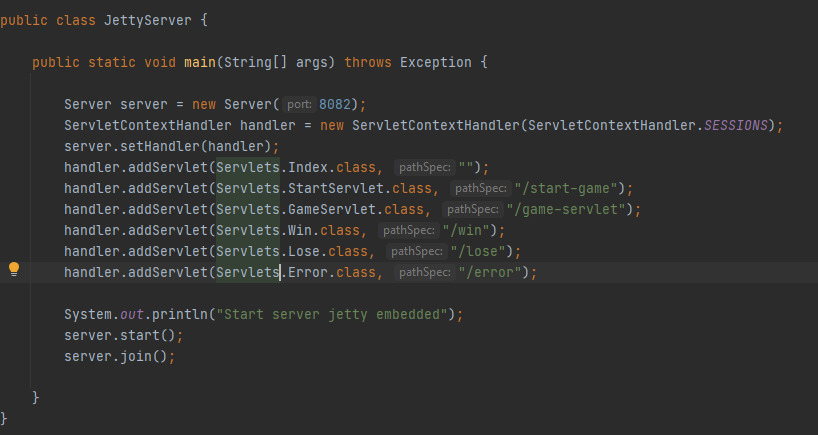 public class JettyServer {
public static void main(String[] args) throws Exception {
Server server = new Server( port: 8082);
ServletContextHandler handler = new ServletContextHandler(ServletContextHandler.SESSIONS);
server.setHandler(handler);
handler.addServlet(Servlets.Index.class, pathSpec: "");
handler.addServlet(Servlets.StartServlet.class, pathSpec: "/start-game");
handler.addServlet(Servlets.GameServlet.class, pathSpec: "/game-servlet");
handler.addServlet(Servlets.Win.class, pathSpec: "/win");
handler.addServlet(Servlets.Lose.class, pathSpec: "/lose");
handler.addServlet(Servlets.Error.class, pathSpec: "/error");
System.out.println("Start server jetty embedded");
server.start();
server.join();
}
}